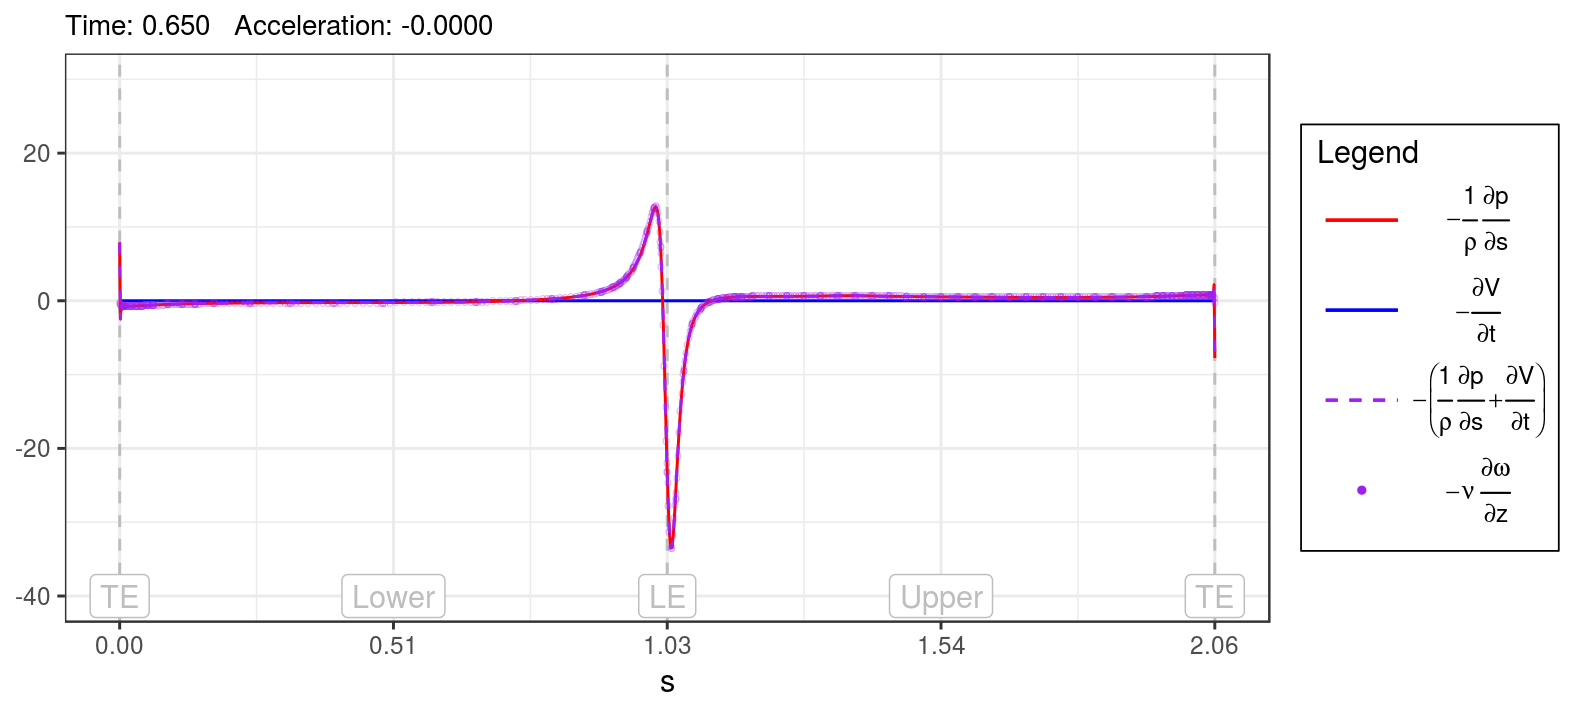 Time: 0.650   Acceleration: -0.0000
20
0
-20
-40
TE
Lower
LE
Upper
TE
0.00
0.51
1.03
1.54
2.06
s
Legend
−1/ρ ∂p/∂s
−∂V/∂t
−(1/ρ ∂p/∂s + ∂V/∂t)
−ν ∂ω/∂z